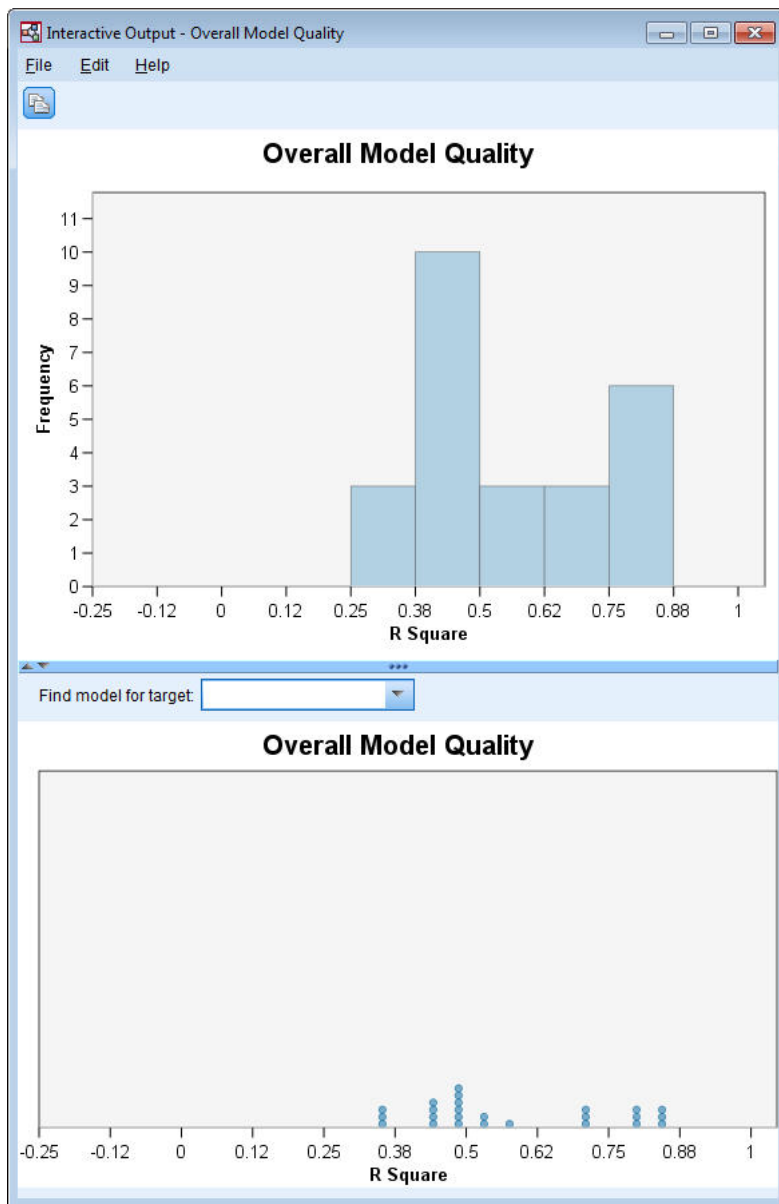 Interactive Output - Overall Model Quality
File Edit Help
Overall Model Quality
Frequency
11
10
9
8
7
6
5
4
3
2
1
0
-0.25 -0.12 0 0.12 0.25 0.38 0.5 0.62 0.75 0.88 1
R Square
Find model for target:
Overall Model Quality
-0.25 -0.12 0 0.12 0.25 0.38 0.5 0.62 0.75 0.88 1
R Square